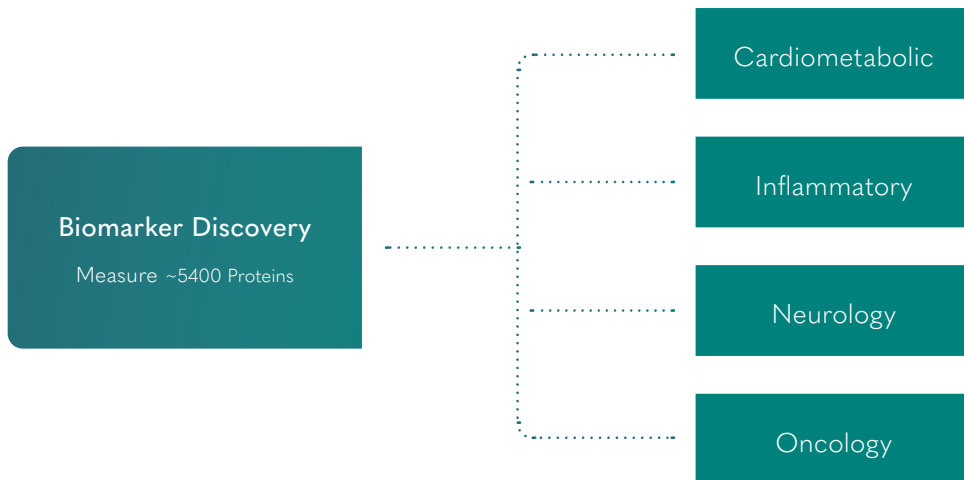 Biomarker Discovery
Measure ~5400 Proteins
Cardiometabolic
Inflammatory
Neurology
Oncology